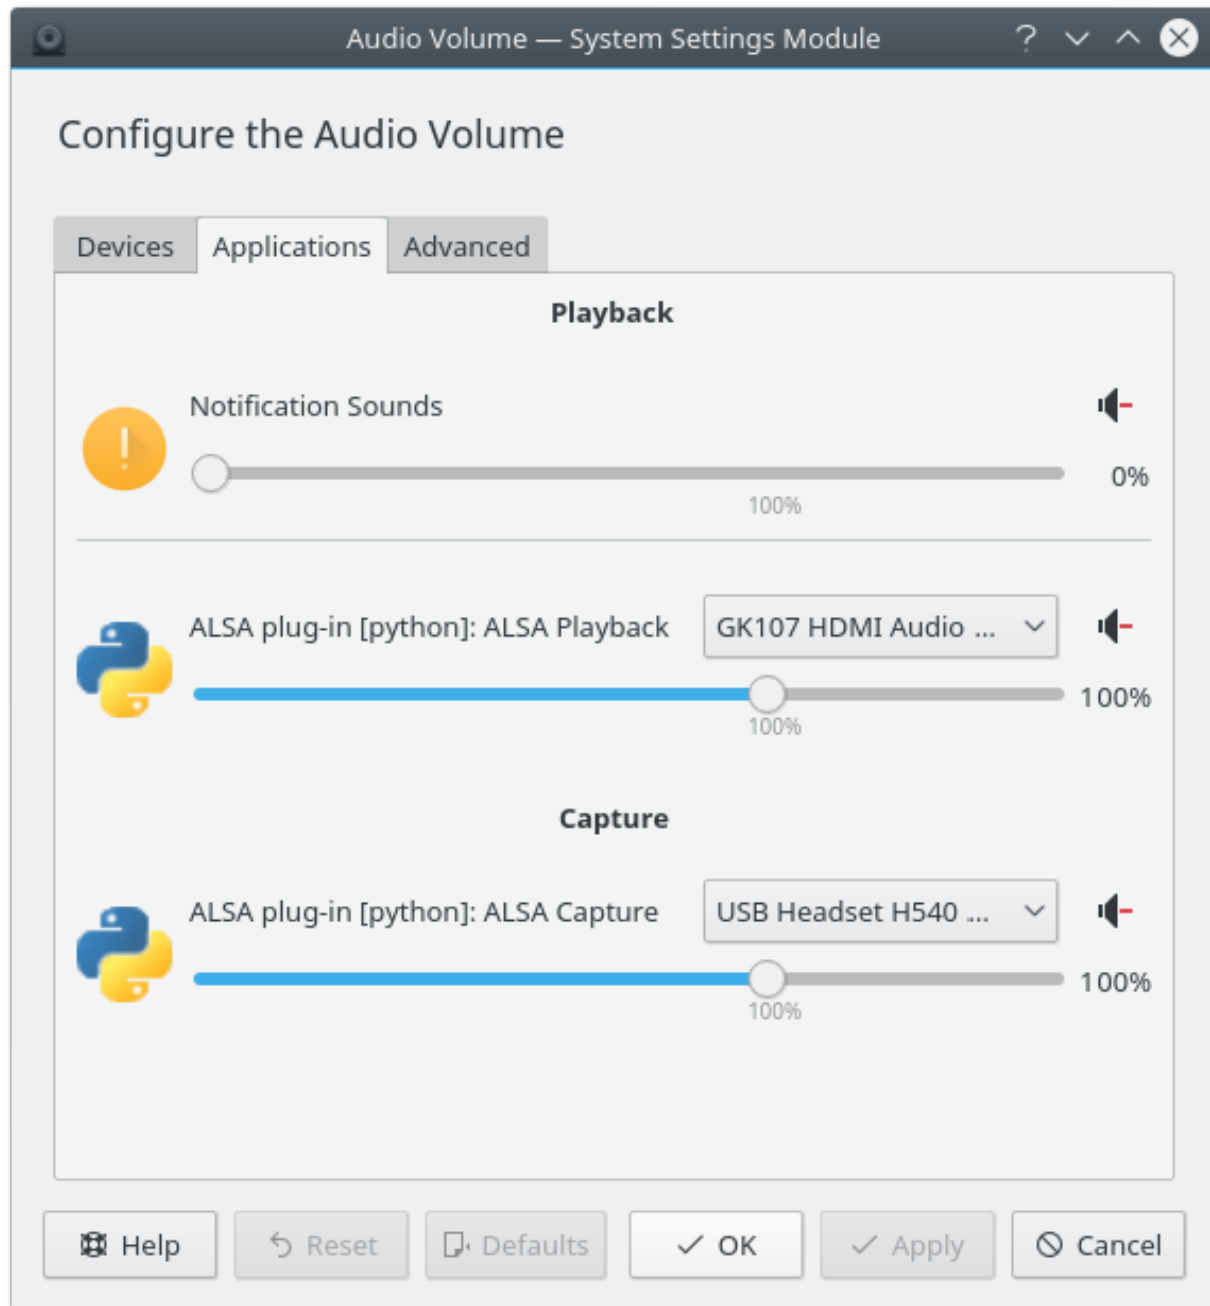 Audio Volume — System Settings Module
Configure the Audio Volume
Devices Applications Advanced
Playback
Notification Sounds
0%
100%
ALSA plug-in [python]: ALSA Playback GK107 HDMI Audio ...
100%
100%
Capture
ALSA plug-in [python]: ALSA Capture USB Headset H540 ...
100%
100%
Help Reset Defaults OK Apply Cancel